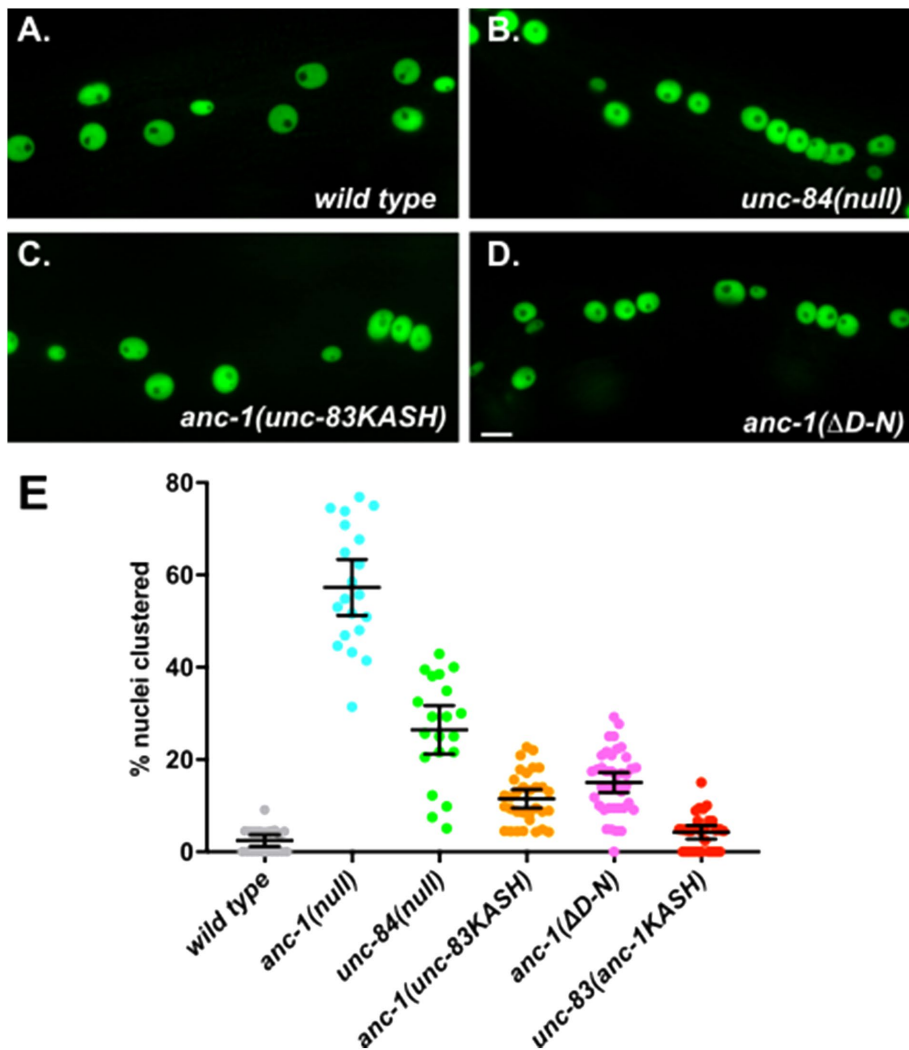 A.
wild type
B.
unc-84(null)
C.
anc-1(unc-83KASH)
D.
anc-1(ΔD-N)
E
% nuclei clustered
80
60
40
20
0
wild type
anc-1(null)
unc-84(null)
anc-1(unc-83KASH)
anc-1(ΔD-N)
unc-83(anc-1KASH)